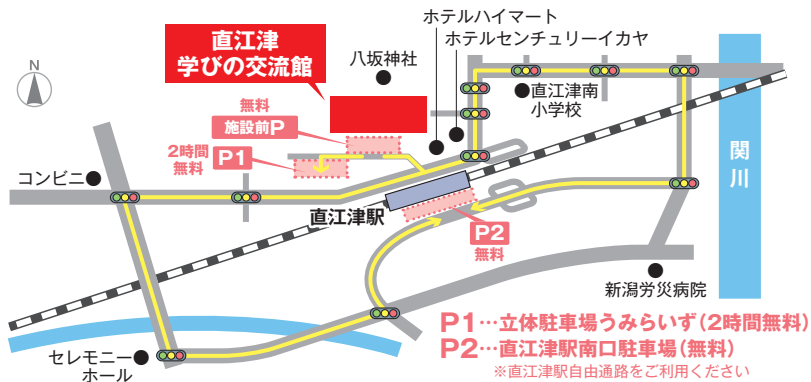 ホテルハイマート
ホテルセンチュリーイカヤ
N
直江津
学びの交流館
八坂神社
直江津南
小学校
無料
施設前P
2時間
無料
P1
コンビニ
関川
直江津駅
P2
無料
新潟労災病院
P1…立体駐車場うみらいず(2時間無料)
P2…直江津駅南口駐車場(無料)
※直江津駅自由通路をご利用ください
セレモニー
ホール